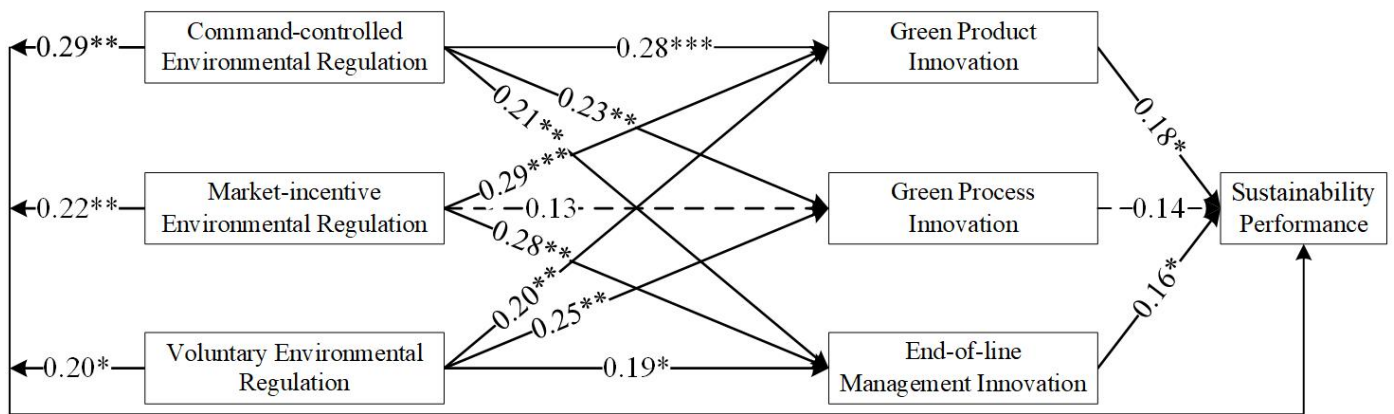 Command-controlled
Environmental Regulation
Green Product
Innovation
0.29**
0.28***
0.23**
0.21**
0.18*
Market-incentive
Environmental Regulation
Green Process
Innovation
Sustainability
Performance
0.22**
0.29***
0.13
0.14
0.28**
Voluntary Environmental
Regulation
End-of-line
Management Innovation
0.20*
0.20**
0.25**
0.19*
0.16*